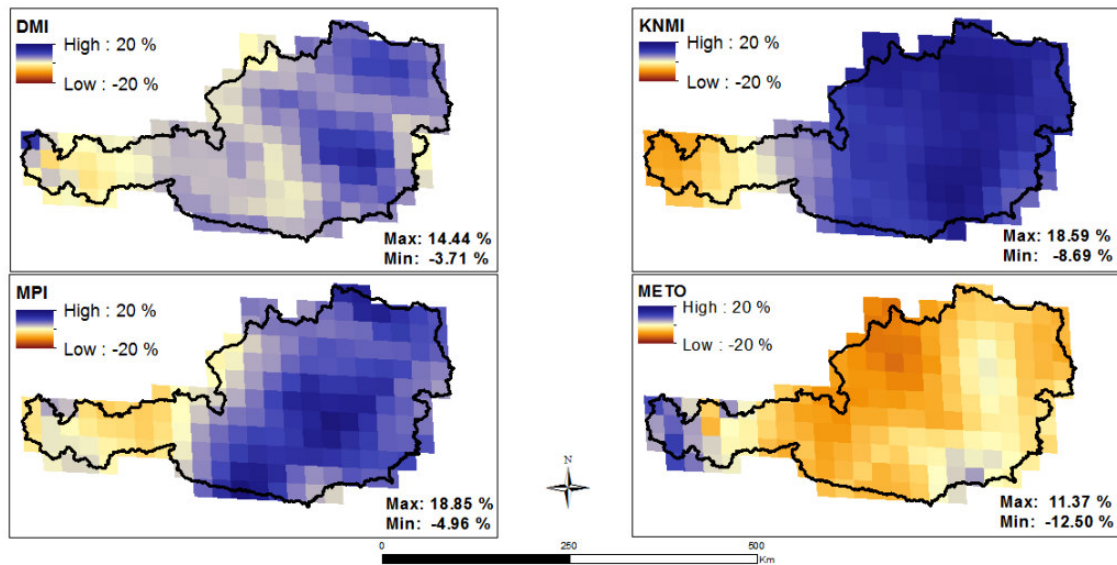 DMI
High : 20 %
Low : -20 %
Max: 14.44 %
Min: -3.71 %
KNMI
High : 20 %
Low : -20 %
Max: 18.59 %
Min: -8.69 %
MPI
High : 20 %
Low : -20 %
Max: 18.85 %
Min: -4.96 %
METO
High : 20 %
Low : -20 %
Max: 11.37 %
Min: -12.50 %
N
0 250 500
Km